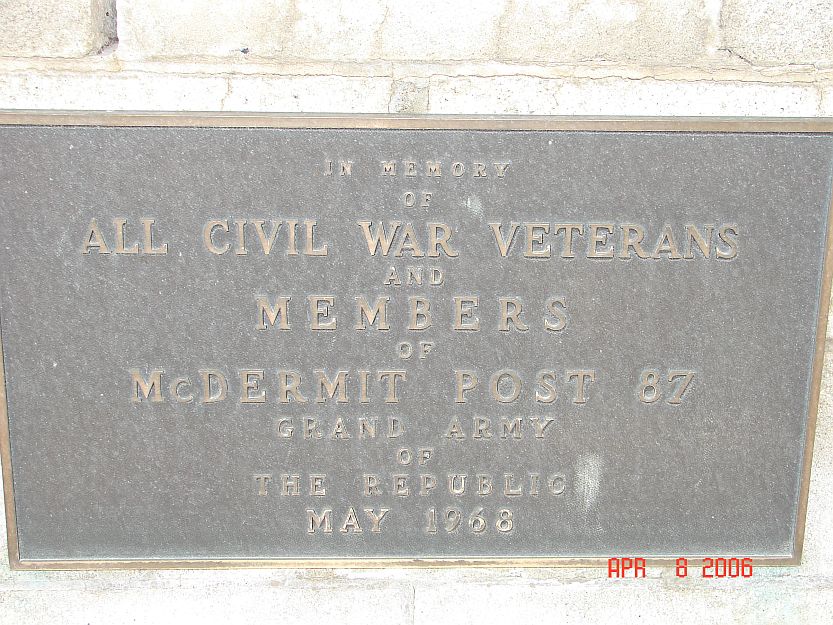 IN MEMORY
OF
ALL CIVIL WAR VETERANS
AND
MEMBERS
OF
McDERMIT POST 87
GRAND ARMY
OF
THE REPUBLIC
MAY 1968
APR 8 2006